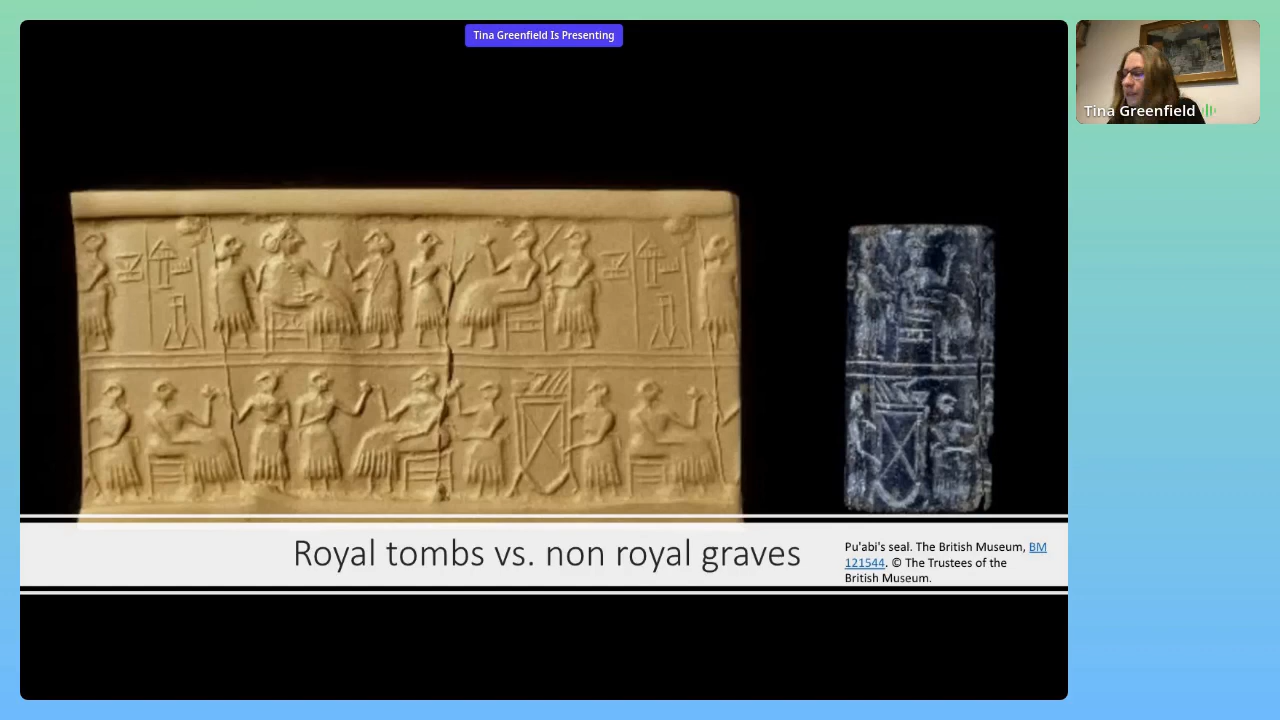 Tina Greenfield Is Presenting
Tina Greenfield
Royal tombs vs. non royal graves
Pu'abi's seal. The British Museum, BM
121544. © The Trustees of the
British Museum.